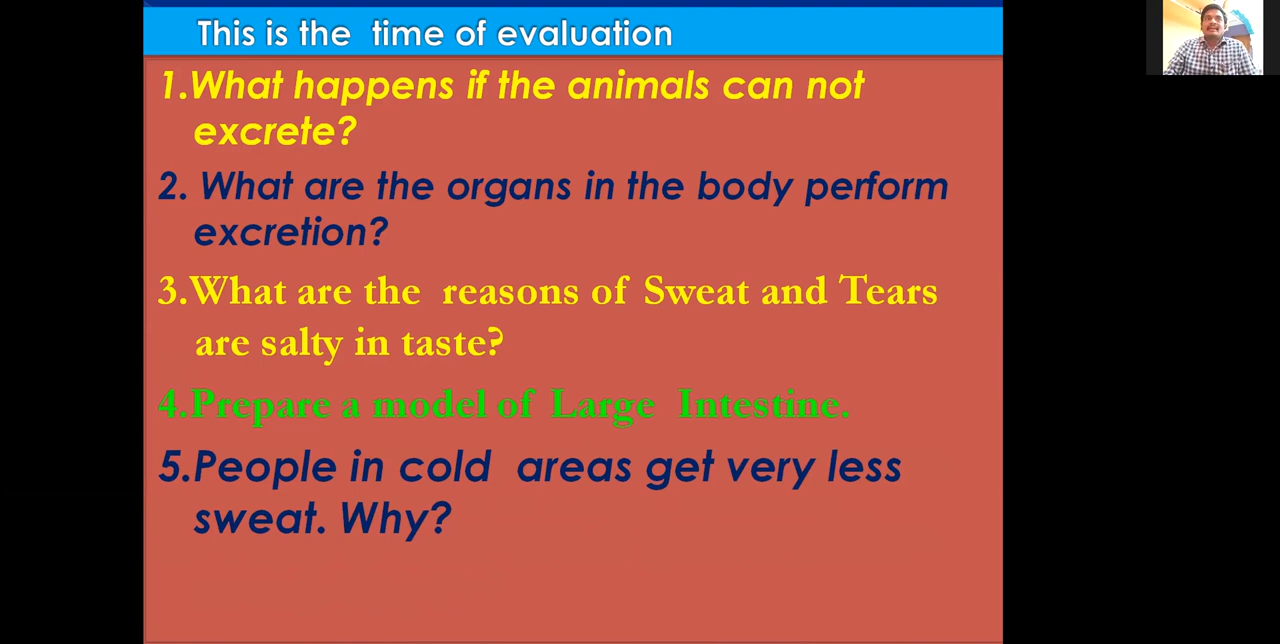 This is the time of evaluation
1.What happens if the animals can not
excrete?
2. What are the organs in the body perform
excretion?
3.What are the reasons of Sweat and Tears
are salty in taste?
4.Prepare a model of Large Intestine.
5.People in cold areas get very less
sweat. Why?